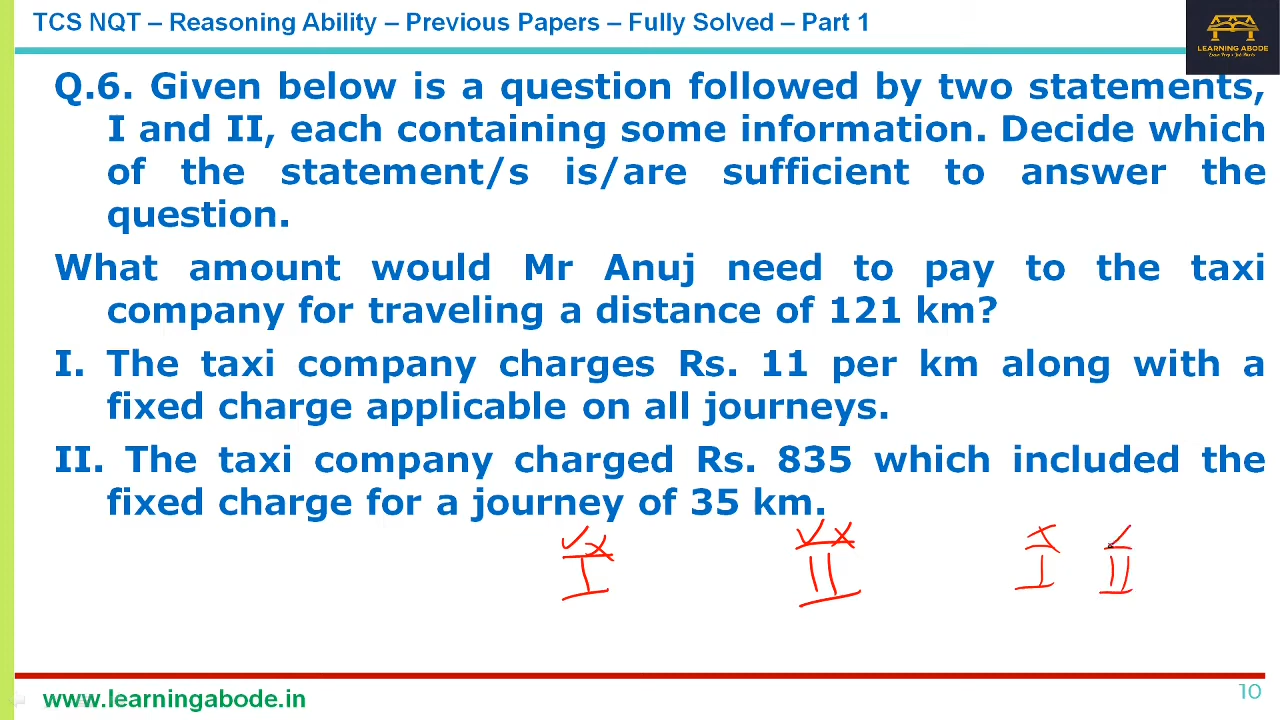 TCS NQT – Reasoning Ability – Previous Papers – Fully Solved – Part 1
LEARNING ABODE
Q.6. Given below is a question followed by two statements,
I and II, each containing some information. Decide which
of the statement/s is/are sufficient to answer the
question.
What amount would Mr Anuj need to pay to the taxi
company for traveling a distance of 121 km?
I. The taxi company charges Rs. 11 per km along with a
fixed charge applicable on all journeys.
II. The taxi company charged Rs. 835 which included the
fixed charge for a journey of 35 km.
✓x ✓x x ✓
I II I II
www.learningabode.in
10